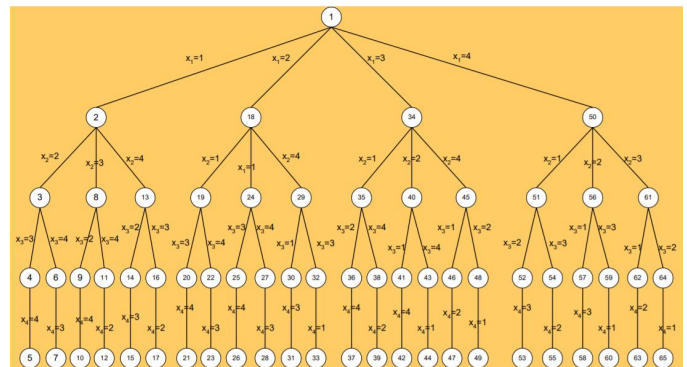 1
x₁=1 x₁=2 x₁=3 x₁=4
2 18 34 50
x₂=2 x₂=3 x₂=4 x₂=1 x₁=1 x₂=4 x₂=1 x₂=2 x₂=4 x₂=1 x₂=2 x₂=3
3 8 13 19 24 29 35 40 45 51 56 61
x₃=3 x₃=4 x₃=2 x₃=4 x₃=2 x₃=3 x₃=3 x₃=4 x₃=3 x₃=4 x₃=1 x₃=3 x₃=2 x₃=4 x₃=1 x₃=4 x₃=1 x₃=2 x₃=2 x₃=3 x₃=1 x₃=3 x₃=1 x₃=2
4 6 9 11 14 16 20 22 25 27 30 32 36 38 41 43 46 48 52 54 57 59 62 64
x₄=4 x₄=3 x₄=4 x₄=2 x₄=3 x₄=2 x₄=4 x₄=3 x₄=4 x₄=3 x₄=3 x₄=1 x₄=4 x₄=2 x₄=4 x₄=1 x₄=2 x₄=1 x₄=3 x₄=2 x₄=3 x₄=1 x₄=2 x₄=1
5 7 10 12 15 17 21 23 26 28 31 33 37 39 42 44 47 49 53 55 58 60 63 65